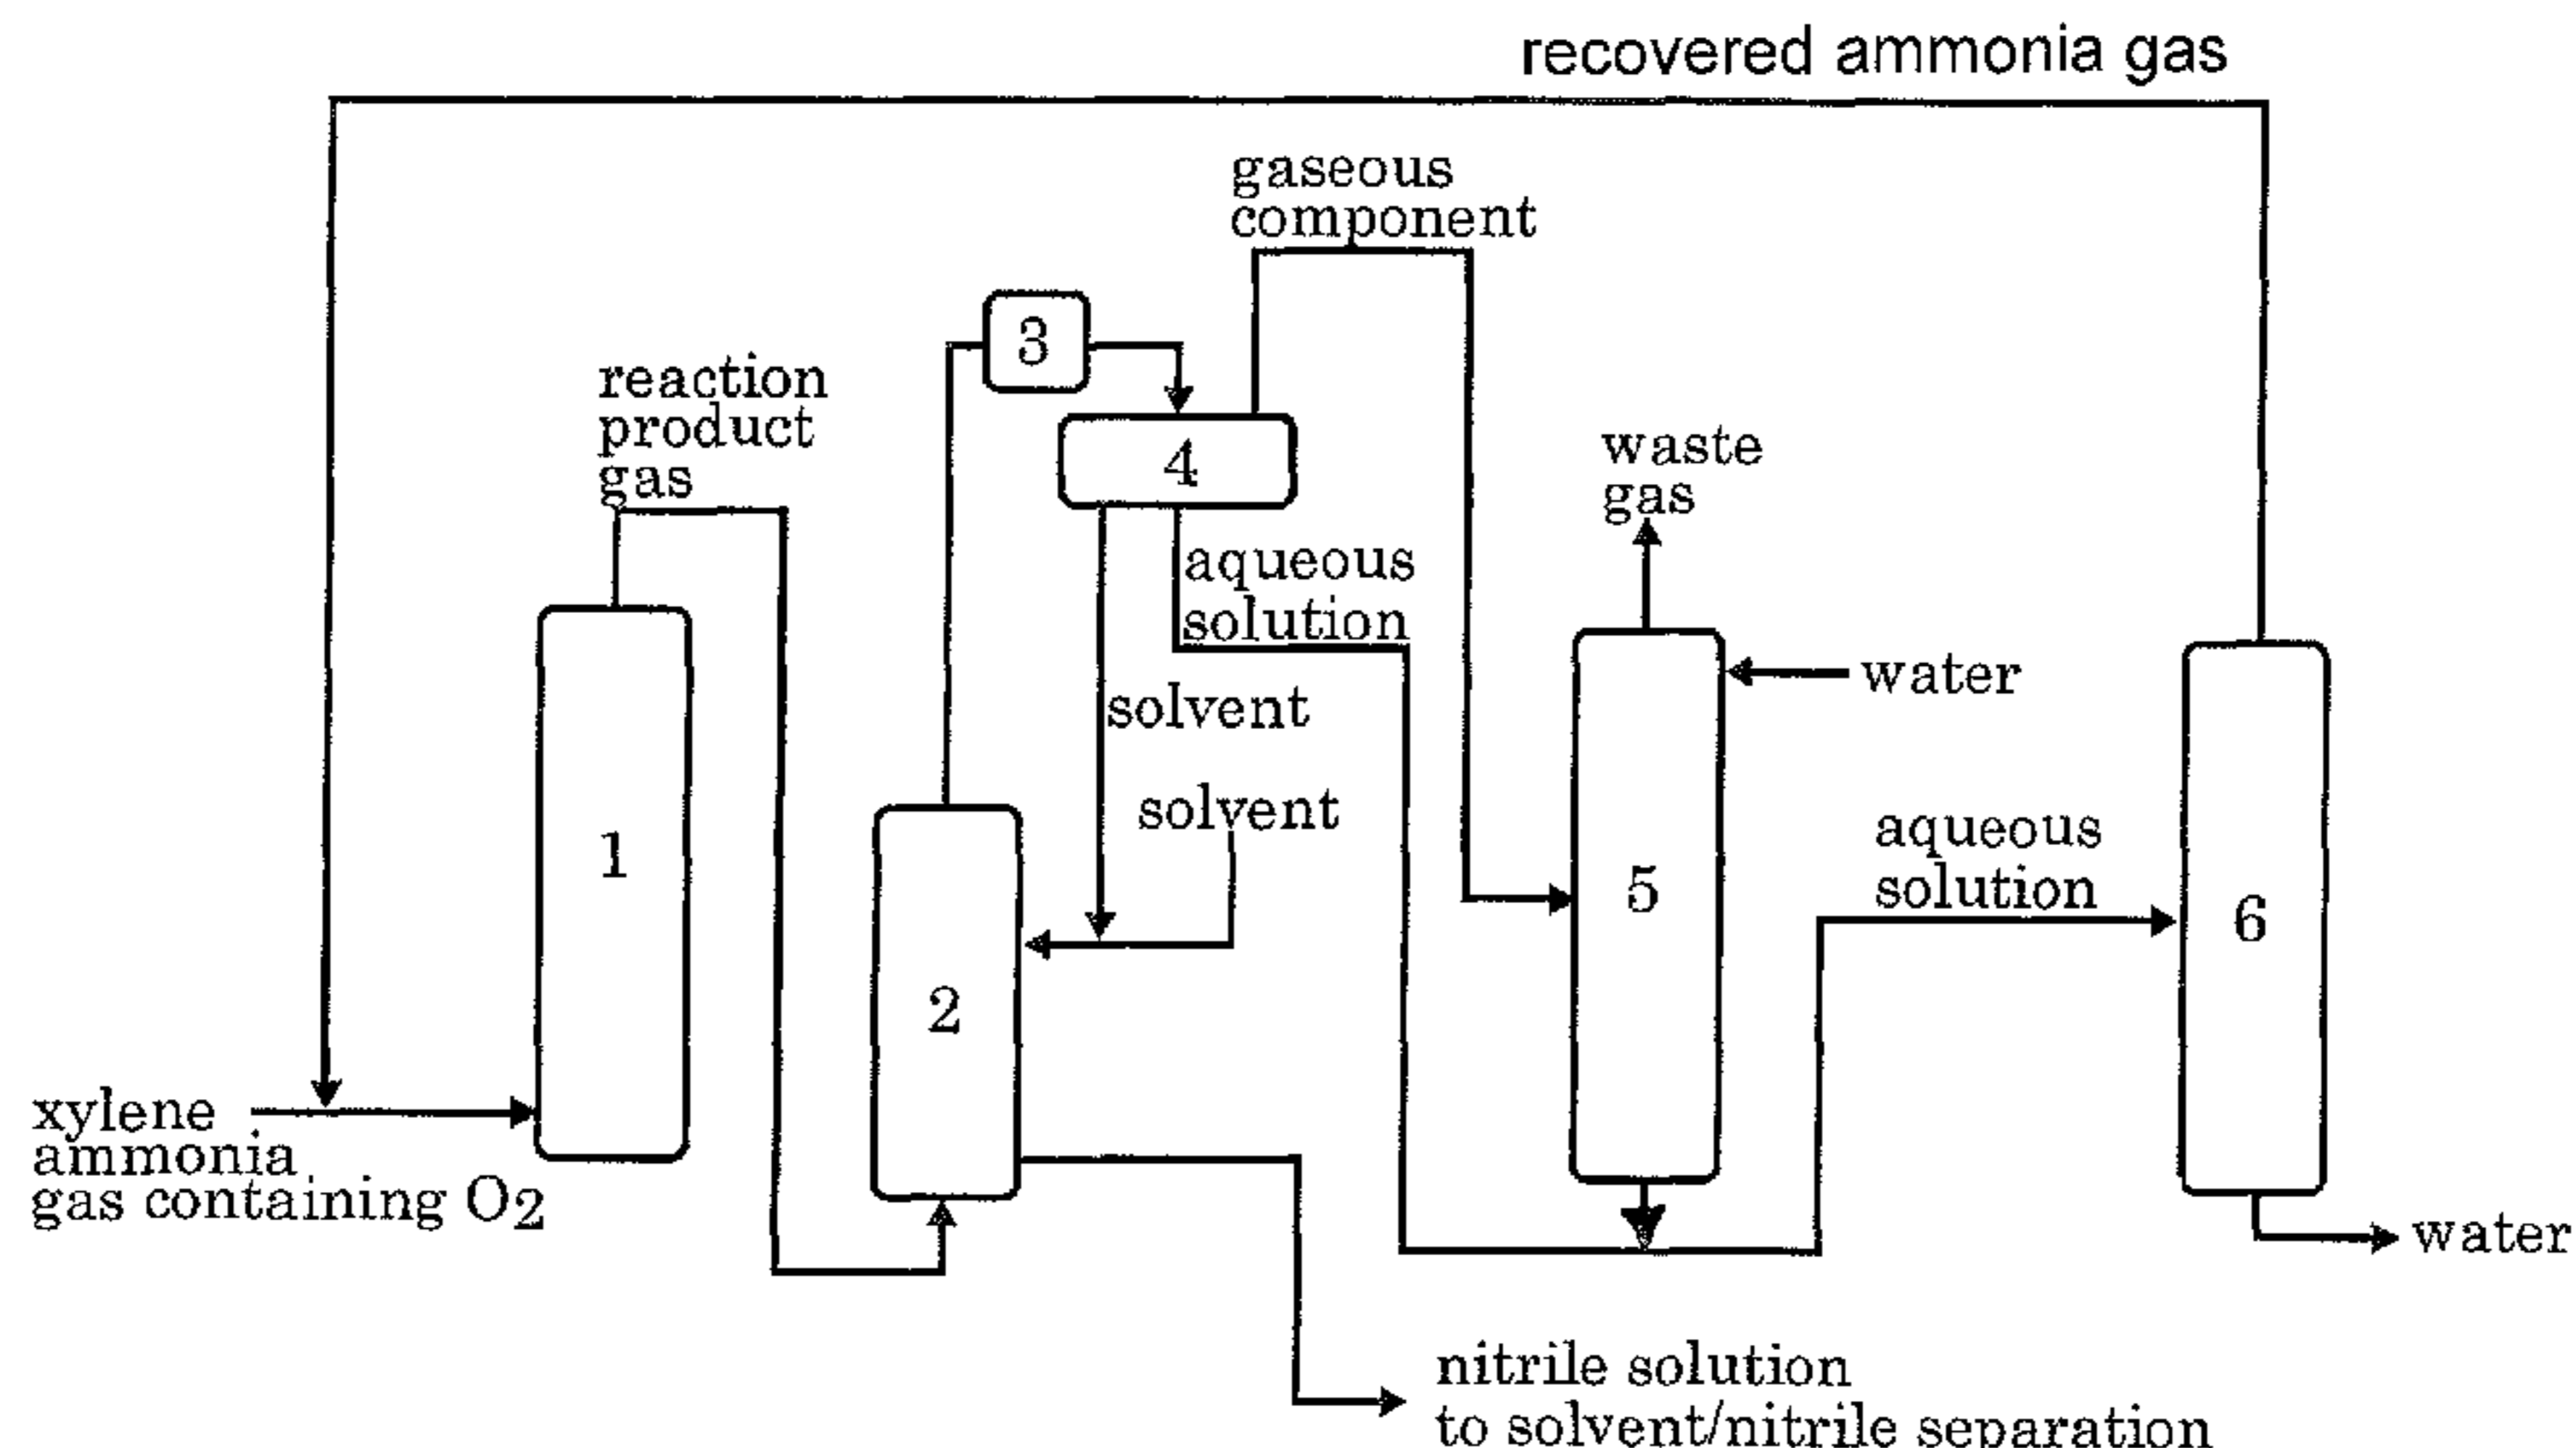 recovered ammonia gas
gaseous
component
3
reaction
product
gas
4
waste
gas
aqueous
solution
water
solvent
solvent
1
2
5
aqueous
solution
6
xylene
ammonia
gas containing O2
water
nitrile solution
to solvent/nitrile separation